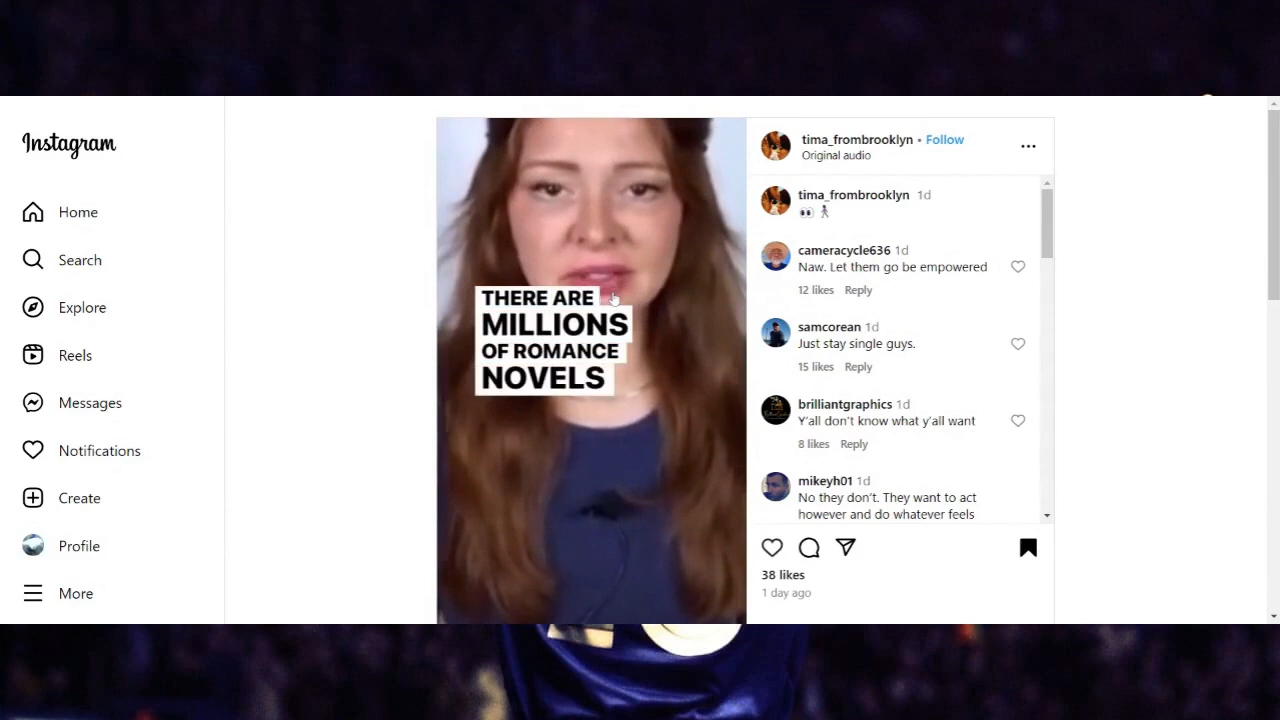 Instagram
Home
Search
Explore
Reels
Messages
Notifications
Create
Profile
More
THERE ARE
MILLIONS
OF ROMANCE
NOVELS
tima_frombrooklyn • Follow
Original audio
tima_frombrooklyn 1d
cameracycle636 1d
Naw. Let them go be empowered
12 likes Reply
samcorean 1d
Just stay single guys.
15 likes Reply
brilliantgraphics 1d
Y'all don't know what y'all want
8 likes Reply
mikeyh01 1d
No they don't. They want to act
however and do whatever feels
38 likes
1 day ago